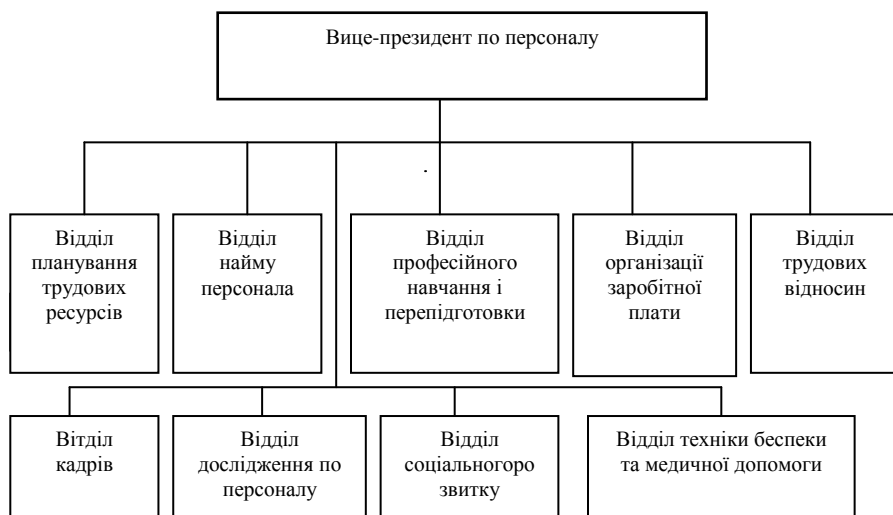 Вице-президент по персоналу
Відділ
планування
трудових
ресурсів
Відділ
найму
персонала
Відділ
професійного
навчання і
перепідготовки
Відділ
організації
заробітної
плати
Відділ
трудових
відносин
Вітділ
кадрів
Відділ
дослідження по
персоналу
Відділ
соціальногоро
звитку
Відділ техніки беспеки
та медичної допомоги